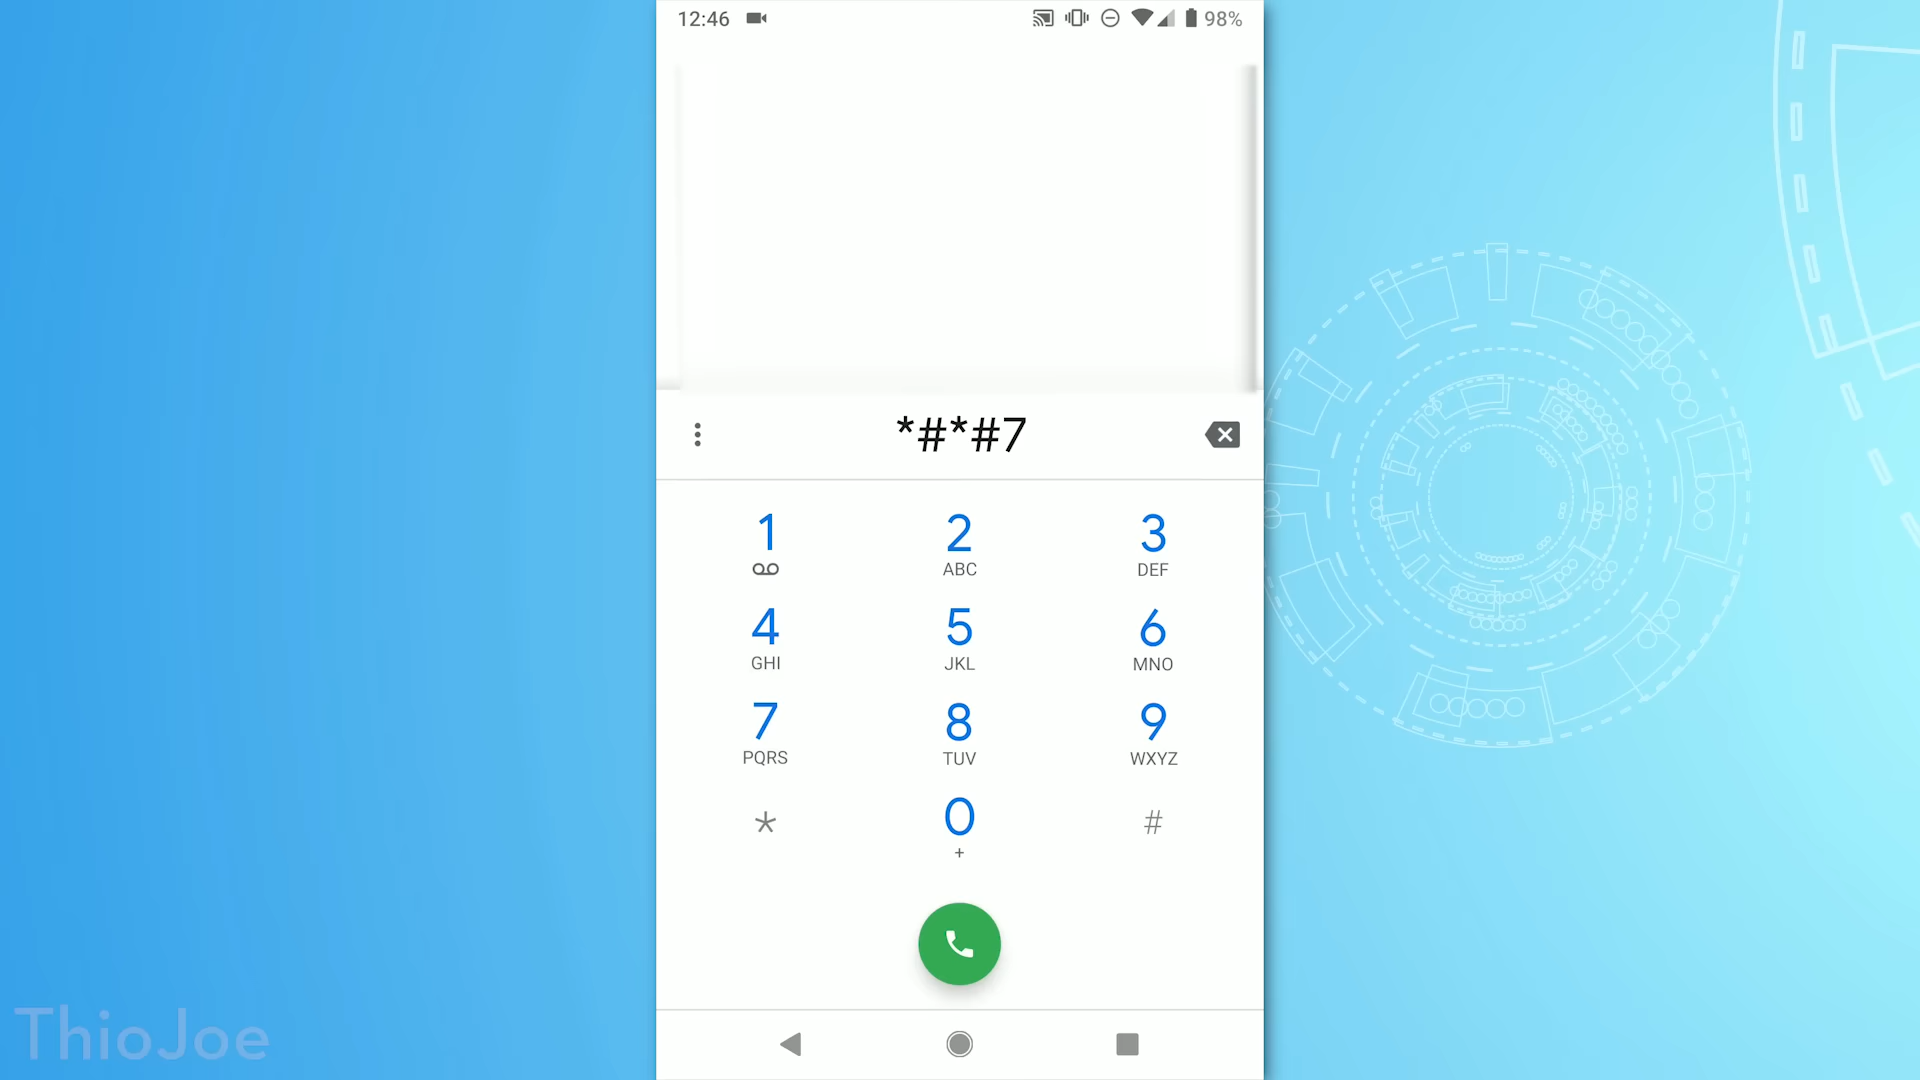 12:46 98%
*#*#7
1 2 3
ABC DEF
4 5 6
GHI JKL MNO
7 8 9
PQRS TUV WXYZ
* 0 #
+
ThioJoe